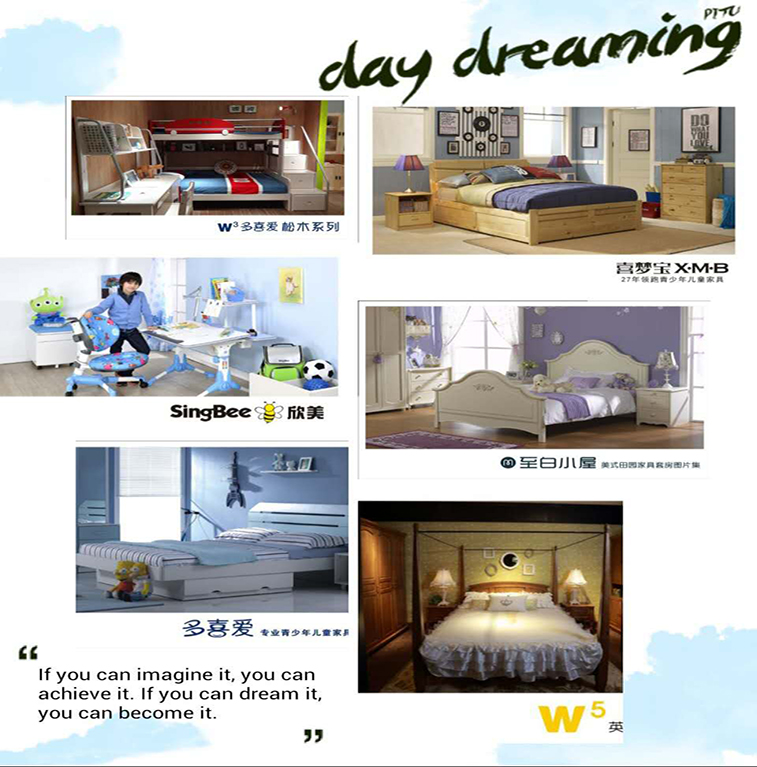 PITU
day dreaming
DO
WHAT
YOU
LOVE
W³多喜爱 松木系列
喜梦宝 X·M·B
27年领跑青少年儿童家具
SingBee 欣美
至白小屋 美式田园家具套房图片集
多喜爱 专业青少年儿童家具
W⁵ 英
“
If you can imagine it, you can
achieve it. If you can dream it,
you can become it.
”